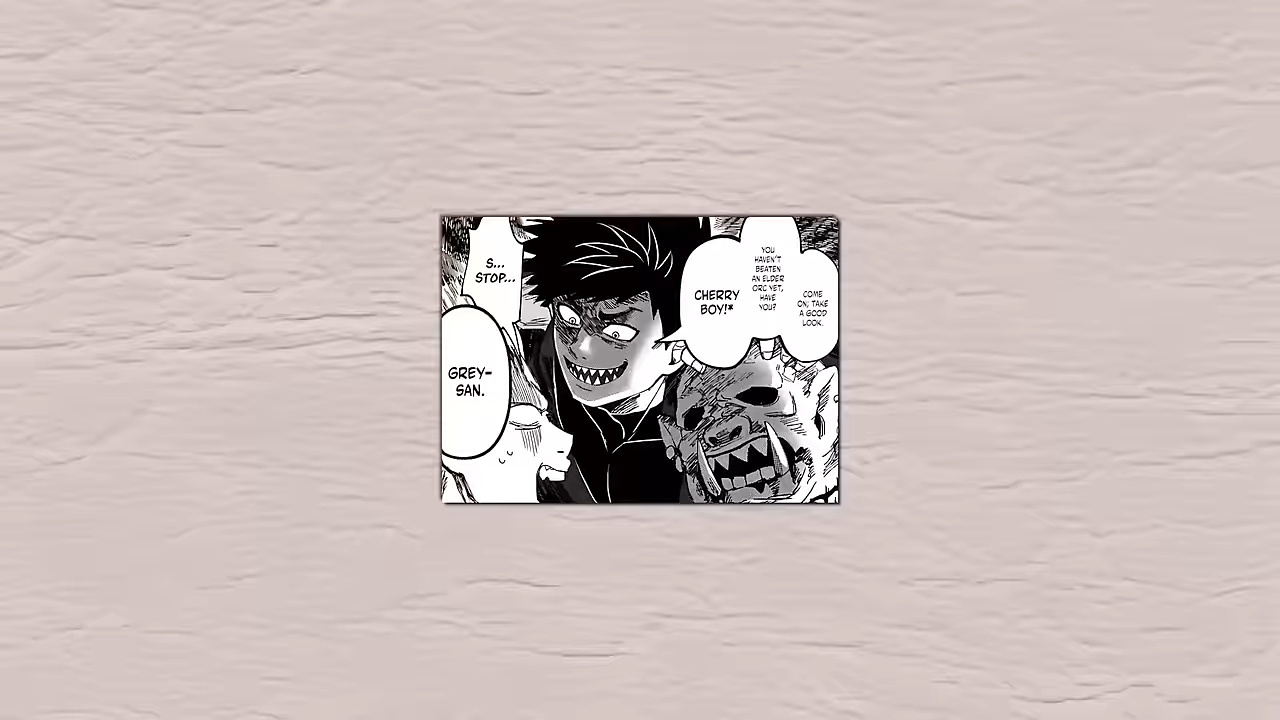 COME
ON, TAKE
A GOOD
LOOK.
YOU
HAVEN'T
BEATEN
AN ELDER
ORC YET,
HAVE
YOU?
CHERRY
BOY!*
S...
STOP...
GREY-
SAN.